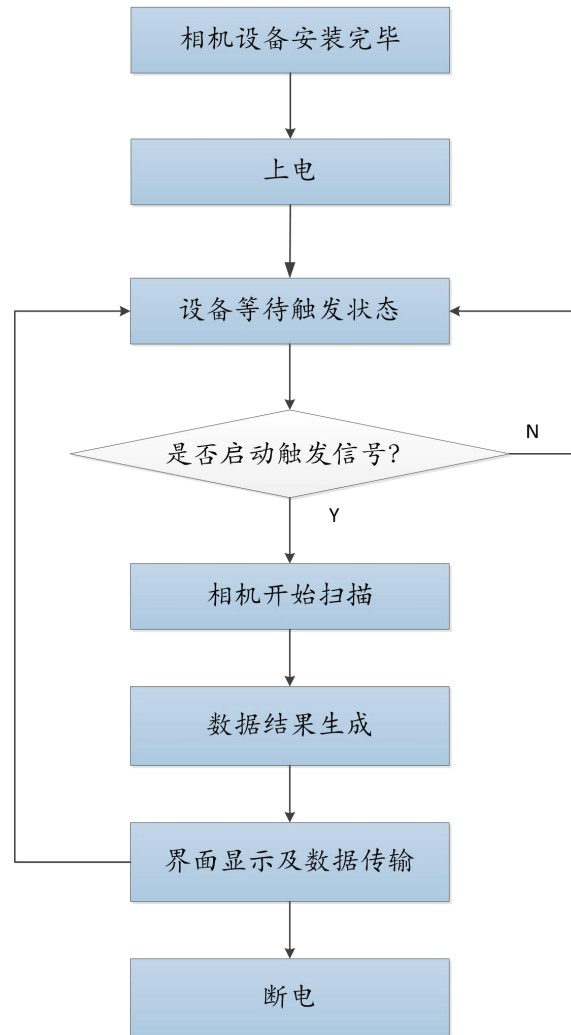 相机设备安装完毕
上电
设备等待触发状态
是否启动触发信号?
N
Y
相机开始扫描
数据结果生成
界面显示及数据传输
断电